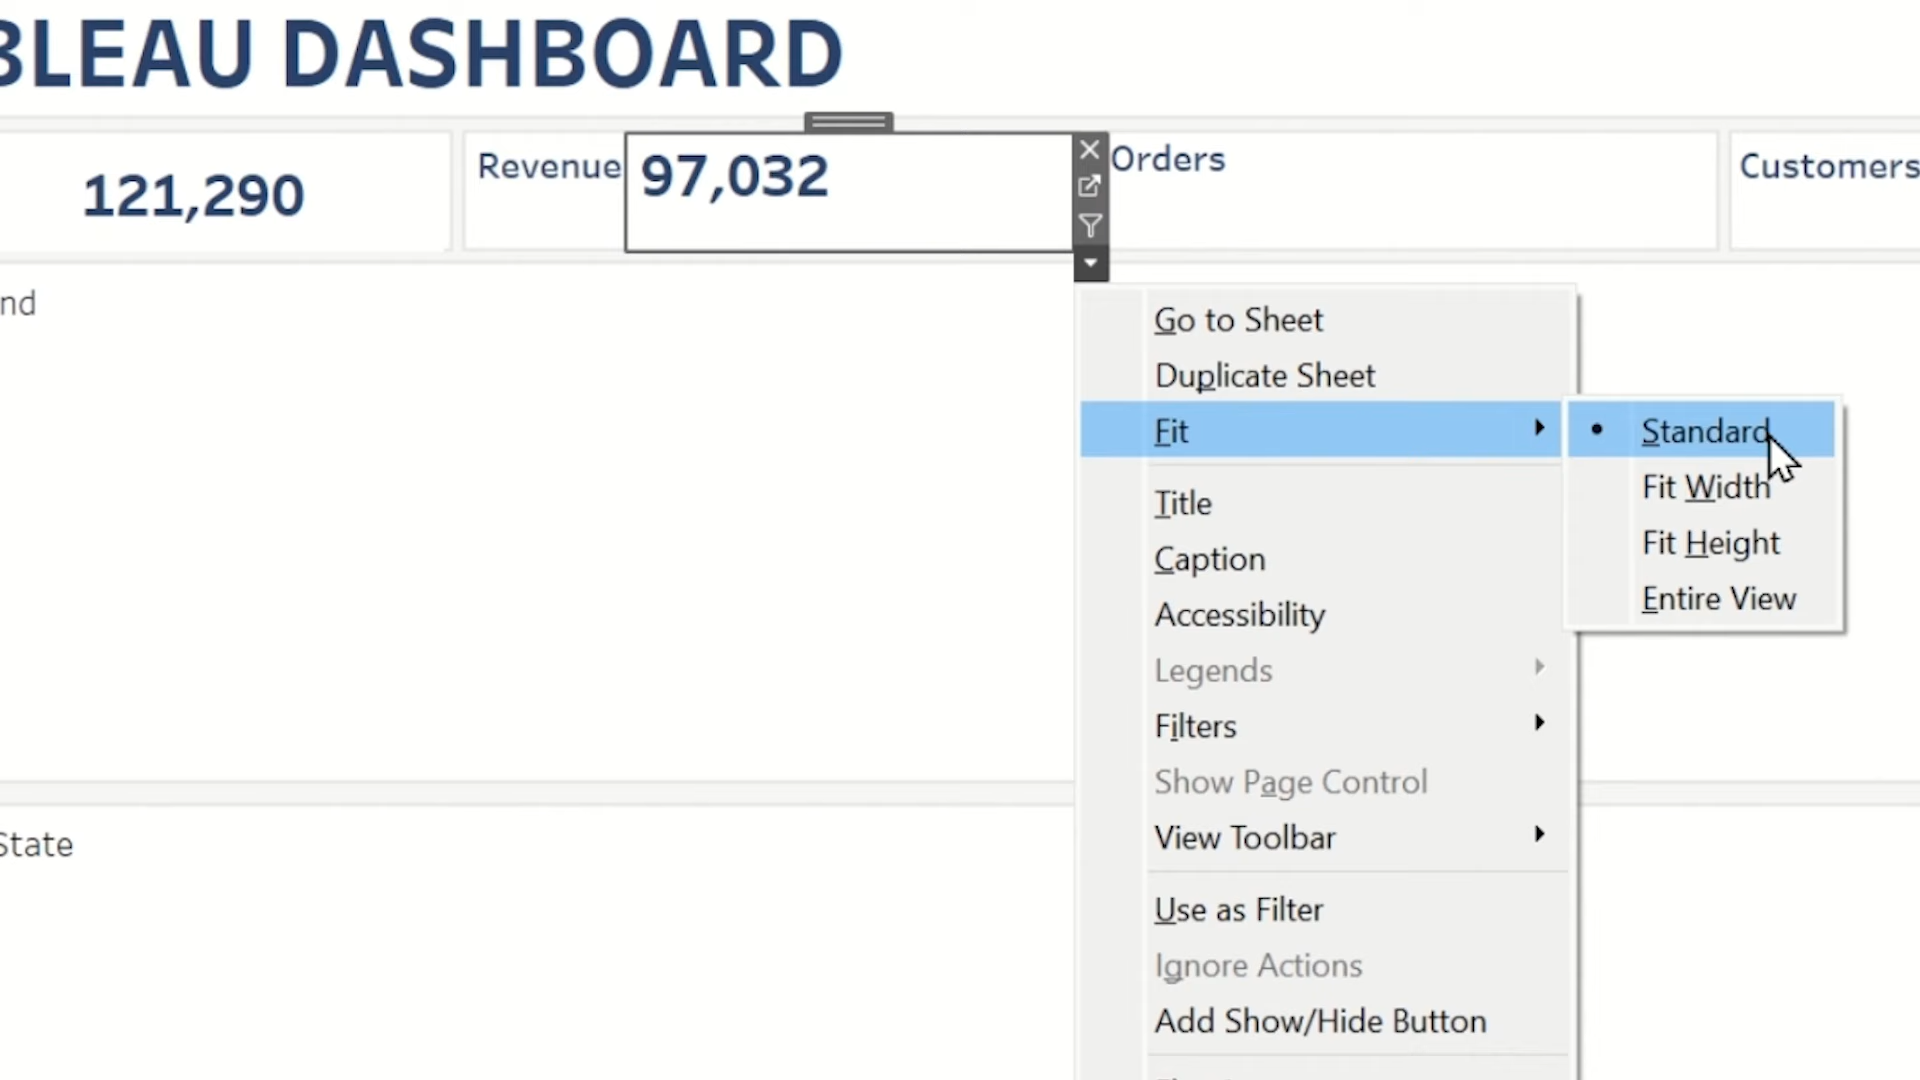 BLEAU DASHBOARD
121,290
Revenue
97,032
Orders
Customers
nd
Go to Sheet
Duplicate Sheet
Fit
Standard
Fit Width
Fit Height
Entire View
Title
Caption
Accessibility
Legends
Filters
Show Page Control
View Toolbar
State
Use as Filter
Ignore Actions
Add Show/Hide Button